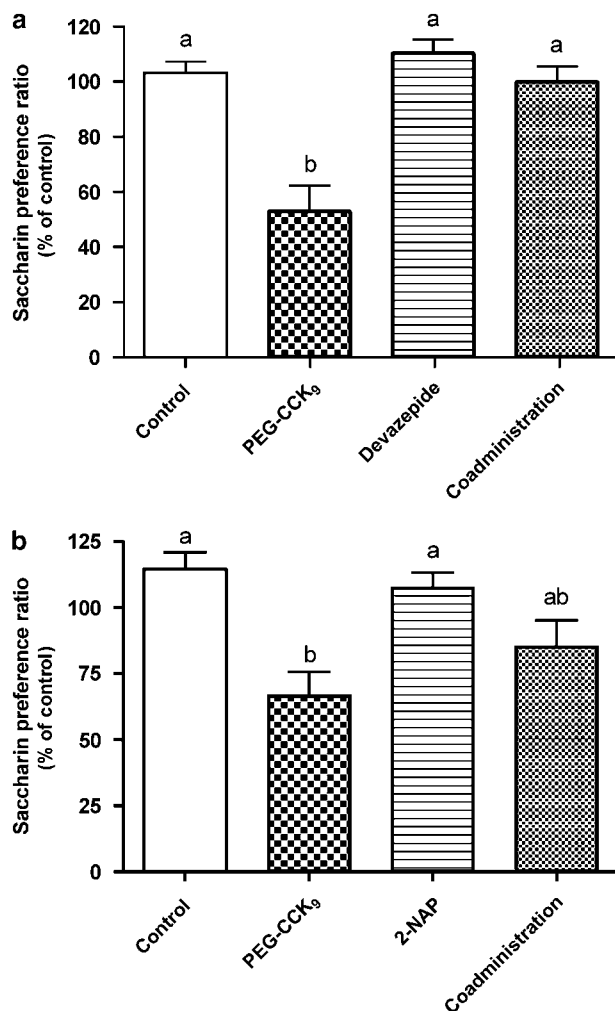 a
Saccharin preference ratio
(% of control)
120
100
80
60
40
20
0
a
b
a
a
Control
PEG-CCK₉
Devazepide
Coadministration
b
Saccharin preference ratio
(% of control)
125
100
75
50
25
0
a
b
a
ab
Control
PEG-CCK₉
2-NAP
Coadministration